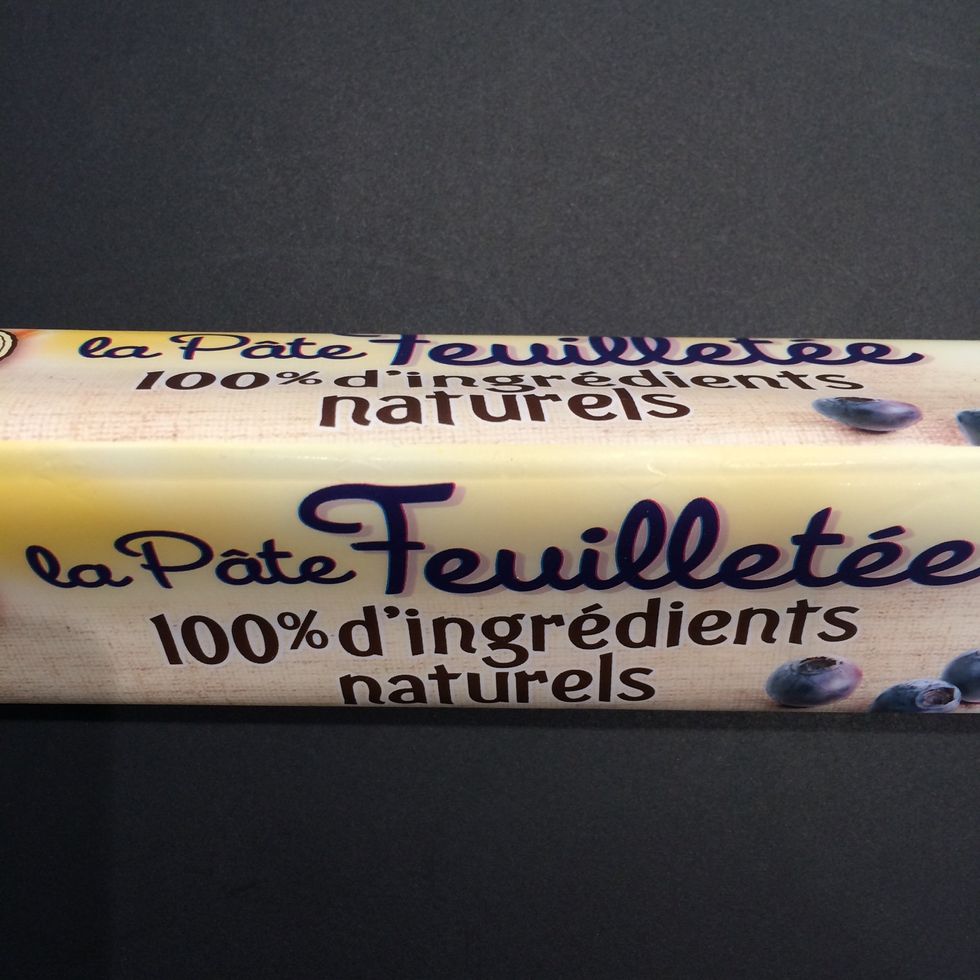 la Pâte Feuilletée
100% d'ingrédients
naturels
la Pâte Feuilletée
100% d'ingrédients
naturels